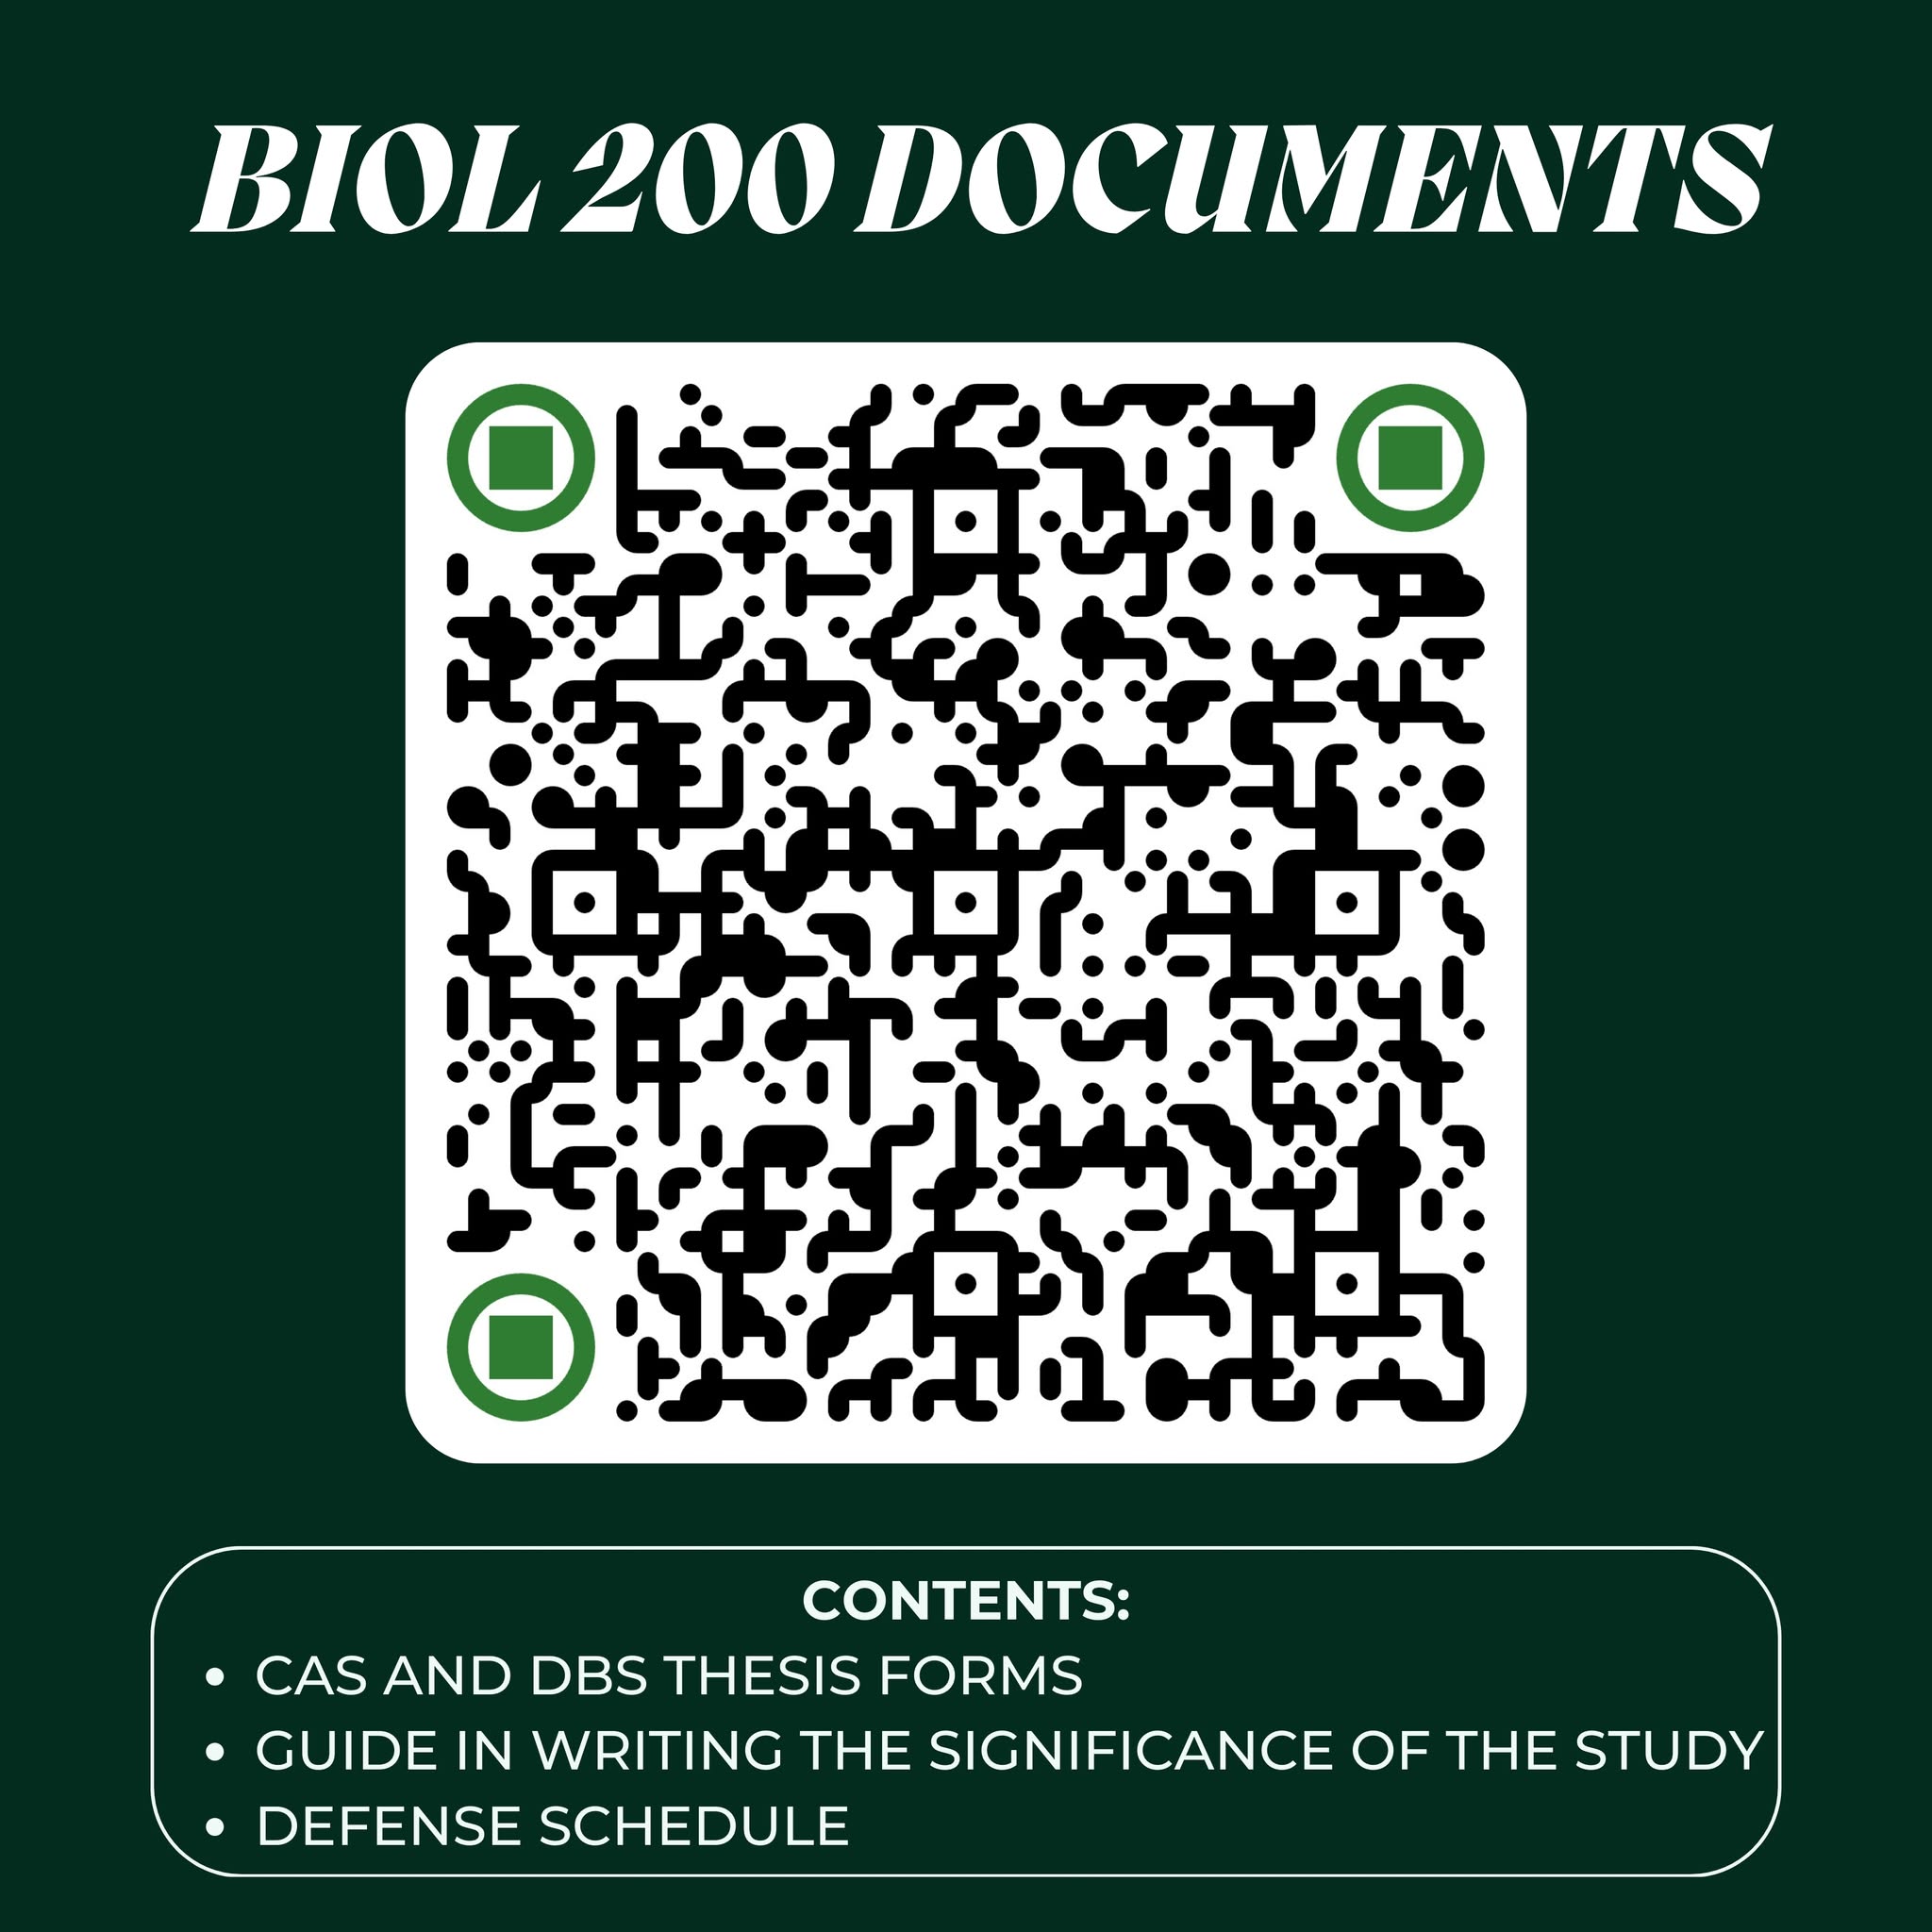 BIOL 200 DOCUMENTS
CONTENTS:
• CAS AND DBS THESIS FORMS
• GUIDE IN WRITING THE SIGNIFICANCE OF THE STUDY
• DEFENSE SCHEDULE